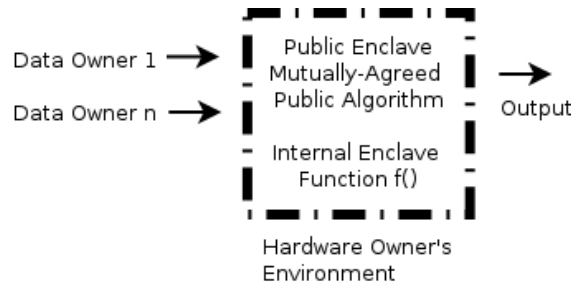 Data Owner 1
Data Owner n
Public Enclave
Mutually-Agreed
Public Algorithm
Internal Enclave
Function f()
Output
Hardware Owner's
Environment